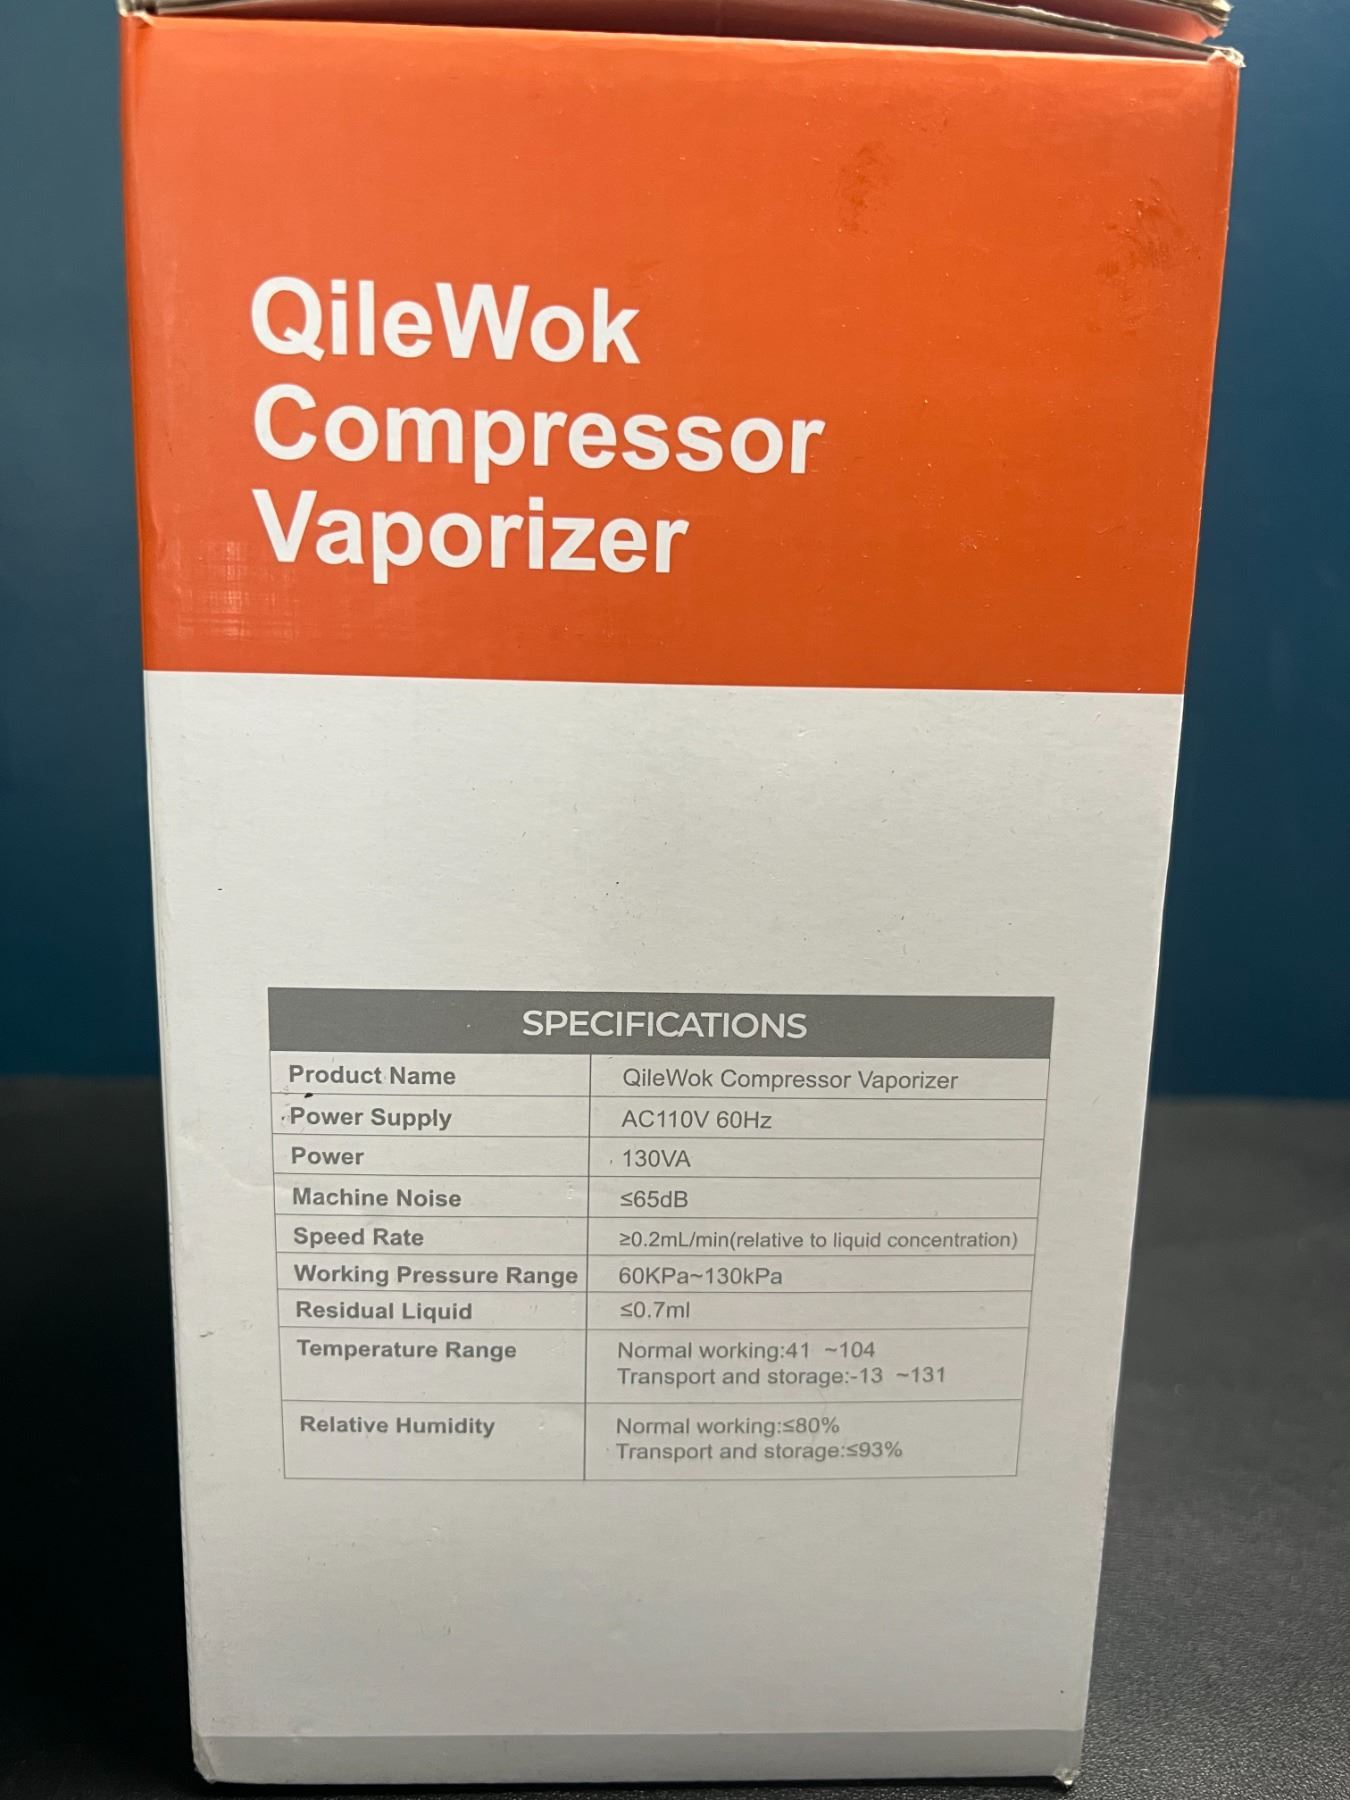 QileWok
Compressor
Vaporizer
SPECIFICATIONS
Product Name QileWok Compressor Vaporizer
Power Supply AC110V 60Hz
Power 130VA
Machine Noise ≤65dB
Speed Rate ≥0.2mL/min(relative to liquid concentration)
Working Pressure Range 60KPa~130kPa
Residual Liquid ≤0.7ml
Temperature Range Normal working:41 ~104
Transport and storage:-13 ~131
Relative Humidity Normal working:≤80%
Transport and storage:≤93%